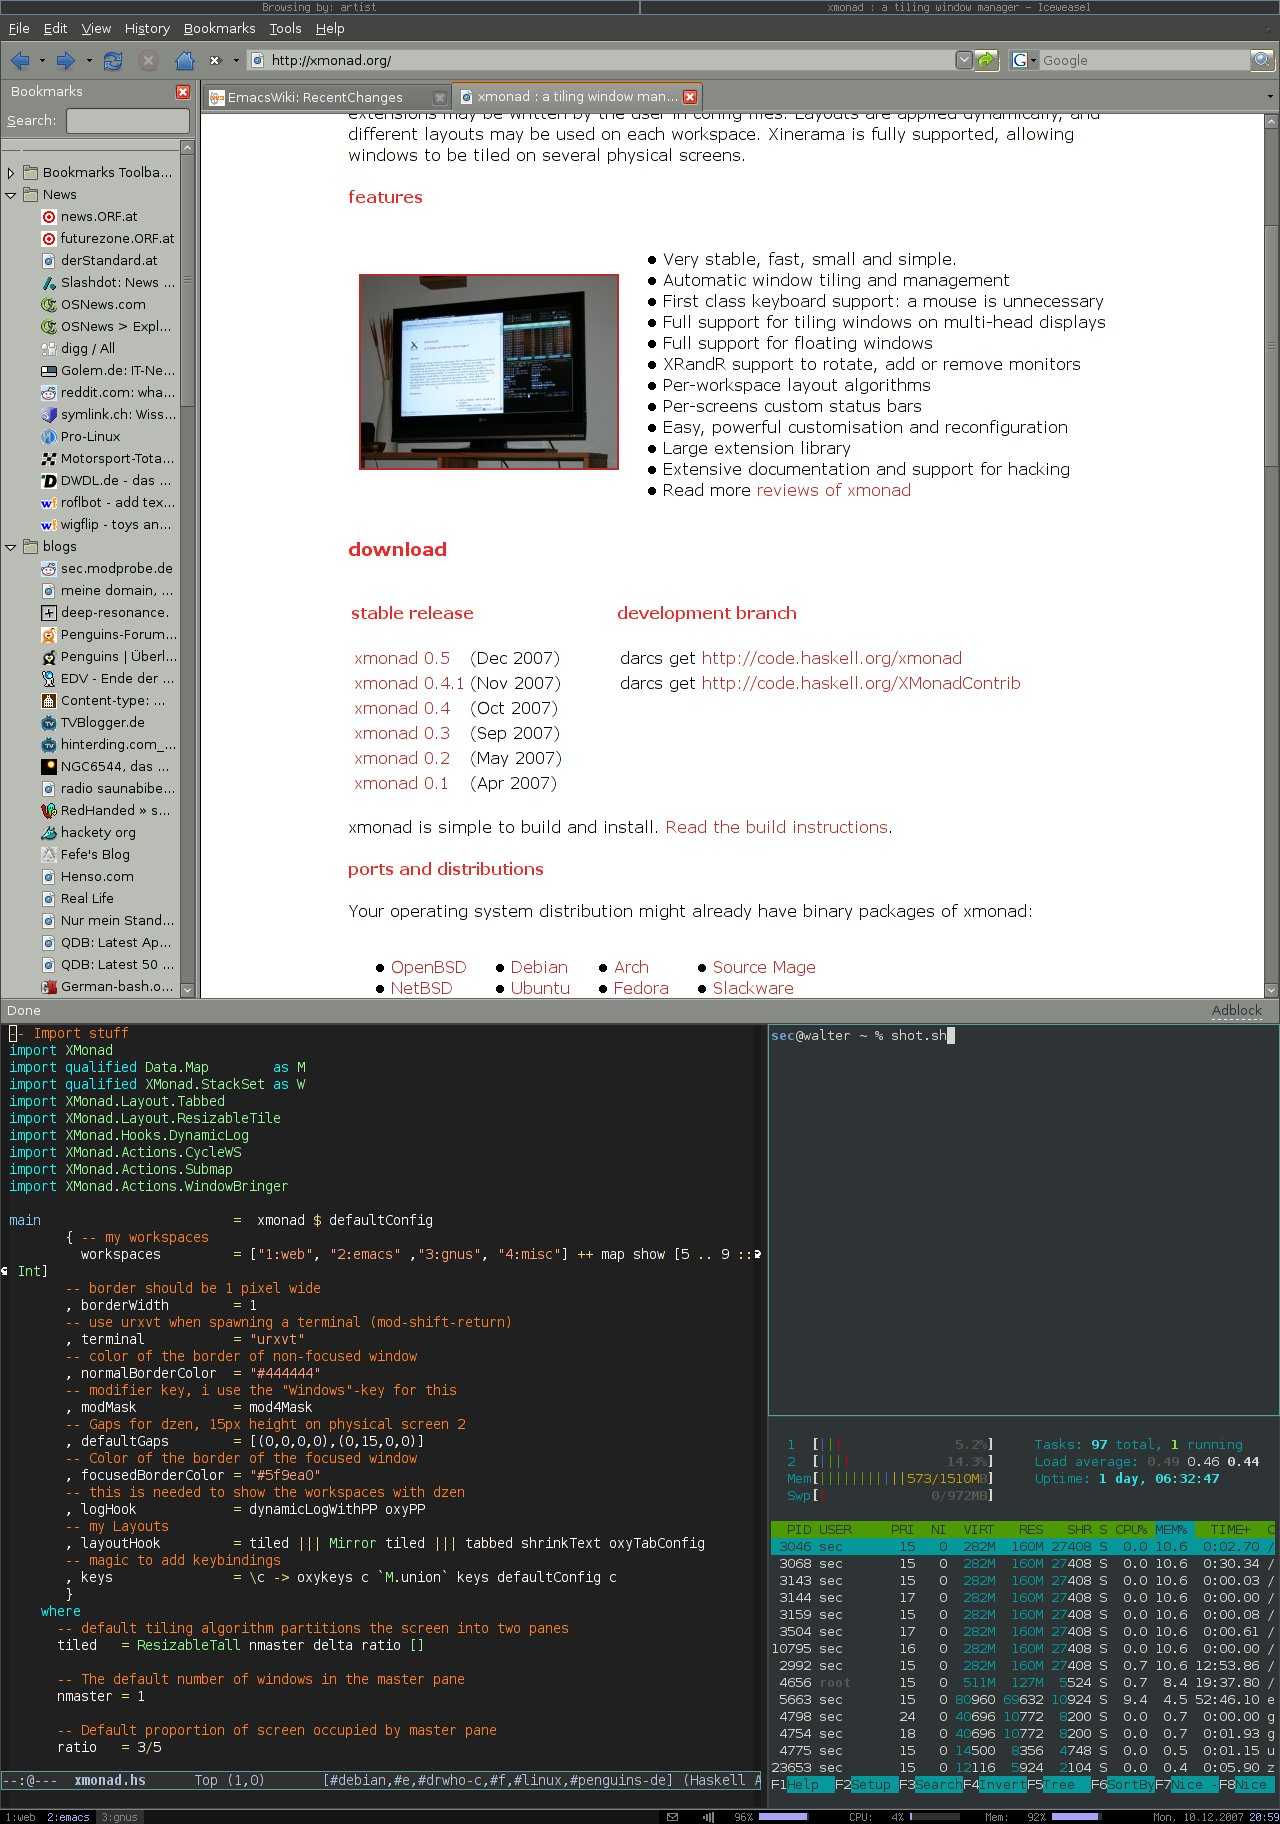 Browsing by: artist
xmonad : a tiling window manager - Iceweasel
File Edit View History Bookmarks Tools Help
http://xmonad.org/
Google
Bookmarks
EmacsWiki: RecentChanges
xmonad : a tiling window man...
Search:
Bookmarks Toolba...
News
news.ORF.at
futurezone.ORF.at
derStandard.at
Slashdot: News ...
OSNews.com
OSNews > Expl...
digg / All
Golem.de: IT-Ne...
reddit.com: wha...
symlink.ch: Wiss...
Pro-Linux
Motorsport-Tota...
DWDL.de - das ...
roflbot - add tex...
wigflip - toys an...
blogs
sec.modprobe.de
meine domain, ...
deep-resonance.
Penguins-Forum...
Penguins | Überl...
EDV - Ende der ...
Content-type: ...
TVBlogger.de
hinterding.com_...
NGC6544, das ...
radio saunabibe...
RedHanded » s...
hackety org
Fefe's Blog
Henso.com
Real Life
Nur mein Stand...
QDB: Latest Ap...
QDB: Latest 50 ...
German-bash.o...
extensions may be written by the user in config files. Layouts are applied dynamically, and
different layouts may be used on each workspace. Xinerama is fully supported, allowing
windows to be tiled on several physical screens.
features
Very stable, fast, small and simple.
Automatic window tiling and management
First class keyboard support: a mouse is unnecessary
Full support for tiling windows on multi-head displays
Full support for floating windows
XRandR support to rotate, add or remove monitors
Per-workspace layout algorithms
Per-screens custom status bars
Easy, powerful customisation and reconfiguration
Large extension library
Extensive documentation and support for hacking
Read more reviews of xmonad
download
stable release
development branch
xmonad 0.5 (Dec 2007)
darcs get http://code.haskell.org/xmonad
xmonad 0.4.1 (Nov 2007)
darcs get http://code.haskell.org/XMonadContrib
xmonad 0.4 (Oct 2007)
xmonad 0.3 (Sep 2007)
xmonad 0.2 (May 2007)
xmonad 0.1 (Apr 2007)
xmonad is simple to build and install. Read the build instructions.
ports and distributions
Your operating system distribution might already have binary packages of xmonad:
OpenBSD Debian Arch Source Mage
NetBSD Ubuntu Fedora Slackware
Done
Adblock
-- Import stuff
import XMonad
import qualified Data.Map as M
import qualified XMonad.StackSet as W
import XMonad.Layout.Tabbed
import XMonad.Layout.ResizableTile
import XMonad.Hooks.DynamicLog
import XMonad.Actions.CycleWS
import XMonad.Actions.Submap
import XMonad.Actions.WindowBringer
main = xmonad $ defaultConfig
{ -- my workspaces
workspaces = ["1:web", "2:emacs" ,"3:gnus", "4:misc"] ++ map show [5 .. 9 ::
Int]
-- border should be 1 pixel wide
, borderWidth = 1
-- use urxvt when spawning a terminal (mod-shift-return)
, terminal = "urxvt"
-- color of the border of non-focused window
, normalBorderColor = "#444444"
-- modifier key, i use the "Windows"-key for this
, modMask = mod4Mask
-- Gaps for dzen, 15px height on physical screen 2
, defaultGaps = [(0,0,0,0),(0,15,0,0)]
-- Color of the border of the focused window
, focusedBorderColor = "#5f9ea0"
-- this is needed to show the workspaces with dzen
, logHook = dynamicLogWithPP oxyPP
-- my Layouts
, layoutHook = tiled ||| Mirror tiled ||| tabbed shrinkText oxyTabConfig
-- magic to add keybindings
, keys = \c -> oxykeys c `M.union` keys defaultConfig c
}
where
-- default tiling algorithm partitions the screen into two panes
tiled = ResizableTall nmaster delta ratio []
-- The default number of windows in the master pane
nmaster = 1
-- Default proportion of screen occupied by master pane
ratio = 3/5
--:@--- xmonad.hs Top (1,0) [#debian,#e,#drwho-c,#f,#linux,#penguins-de] (Haskell A
sec@walter ~ % shot.sh
1 [||| 5.2%] Tasks: 97 total, 1 running
2 [|||| 14.3%] Load average: 0.49 0.46 0.44
Mem[|||||||||||573/1510MB] Uptime: 1 day, 06:32:47
Swp[ 0/972MB]
PID USER PRI NI VIRT RES SHR S CPU% MEM% TIME+ C
3046 sec 15 0 282M 160M 27408 S 0.0 10.6 0:02.70 /
3068 sec 15 0 282M 160M 27408 S 0.0 10.6 0:30.34 /
3143 sec 15 0 282M 160M 27408 S 0.0 10.6 0:00.03 /
3144 sec 17 0 282M 160M 27408 S 0.0 10.6 0:00.00 /
3159 sec 15 0 282M 160M 27408 S 0.0 10.6 0:00.08 /
3504 sec 17 0 282M 160M 27408 S 0.0 10.6 0:00.61 /
10795 sec 16 0 282M 160M 27408 S 0.0 10.6 0:00.00 /
2992 sec 15 0 282M 160M 27408 S 0.7 10.6 12:53.86 /
4656 root 15 0 511M 127M 5524 S 0.7 8.4 19:37.80 /
5663 sec 15 0 80960 69632 10924 S 9.4 4.5 52:46.10 e
4798 sec 24 0 40696 10772 8200 S 0.0 0.7 0:00.00 g
4754 sec 18 0 40696 10772 8200 S 0.0 0.7 0:01.93 g
4775 sec 15 0 14500 8356 4748 S 0.0 0.5 0:01.15 u
23653 sec 15 0 12116 5924 2104 S 0.0 0.4 0:05.90 z
F1Help F2Setup F3SearchF4InvertF5Tree F6SortByF7Nice -F8Nice
1:web 2:emacs 3:gnus
96% CPU: 4% Mem: 92% Mon, 10.12.2007 20:59